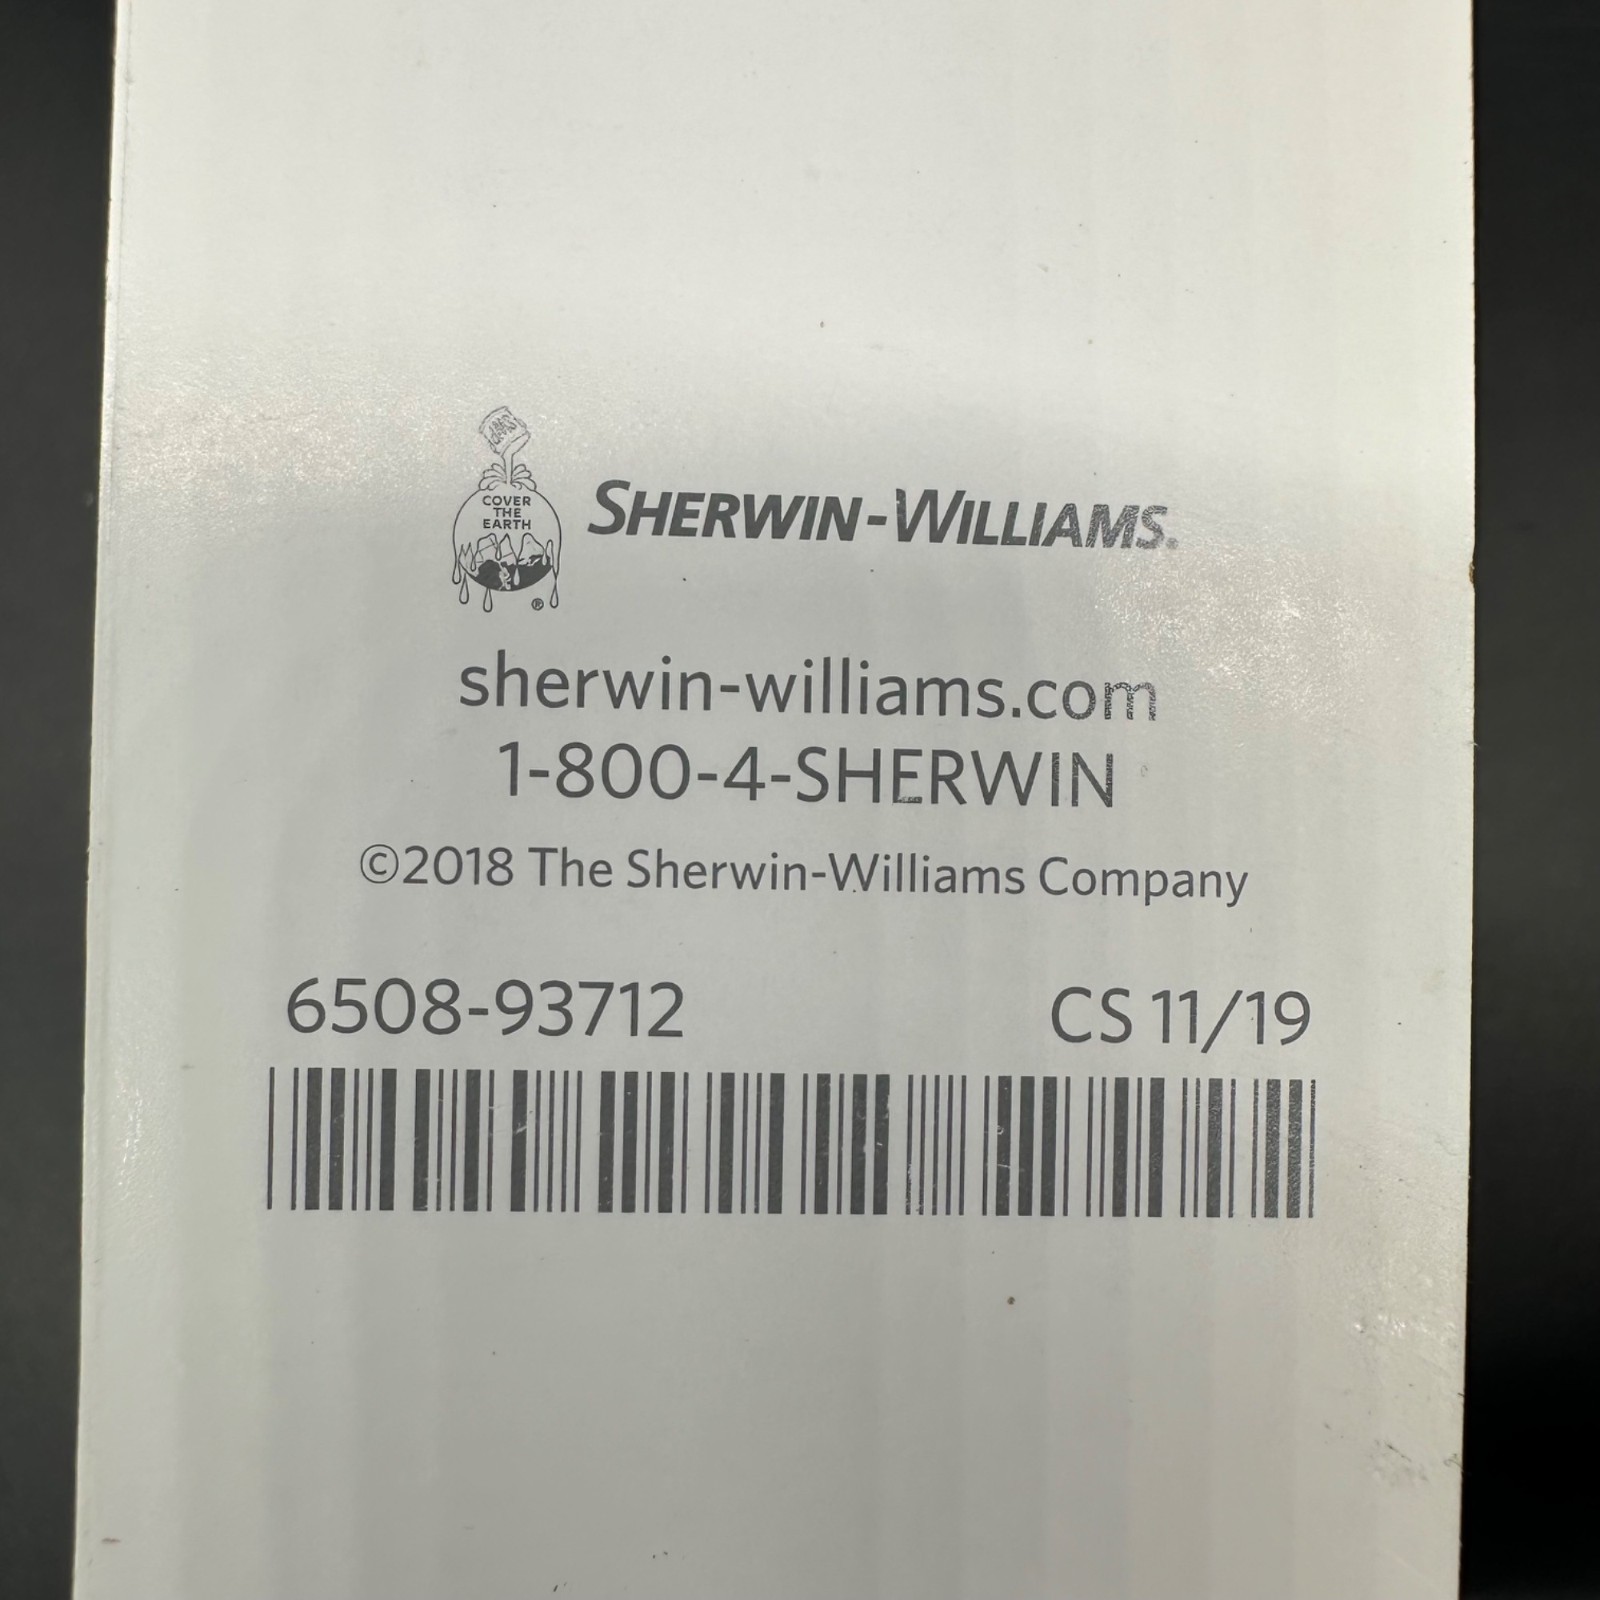 COVER
THE
EARTH
SHERWIN-WILLIAMS.
®
sherwin-williams.com
1-800-4-SHERWIN
©2018 The Sherwin-Williams Company
6508-93712 CS 11/19